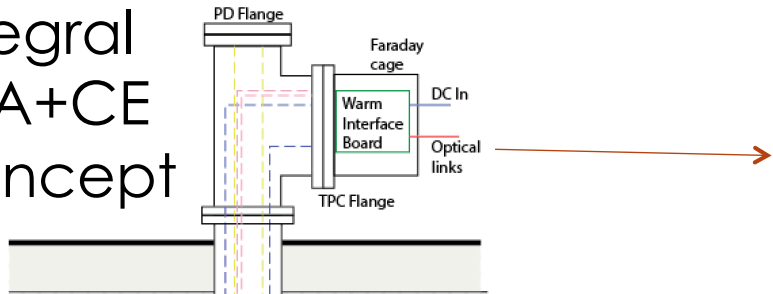 PD Flange
egral
A+CE
ncept
Faraday
cage
DC In
Warm
Interface
Board
Optical
links
TPC Flange